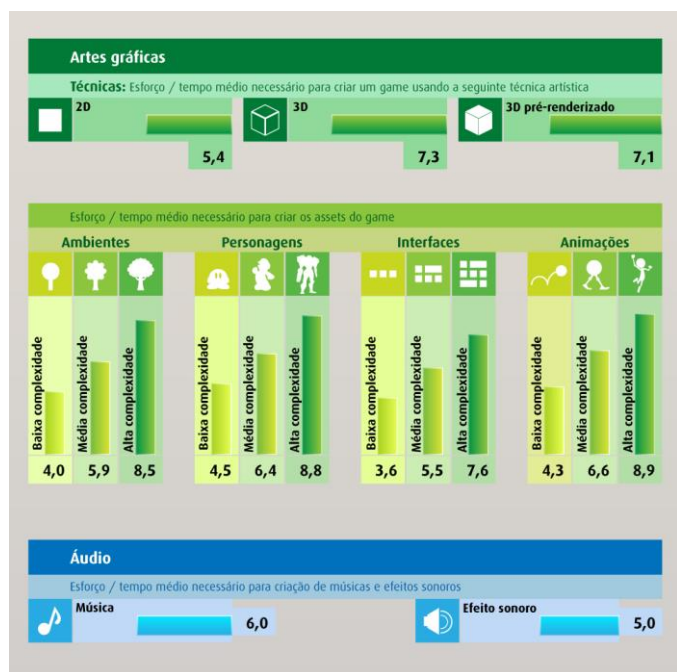 Artes gráficas
Técnicas: Esforço / tempo médio necessário para criar um game usando a seguinte técnica artística
2D
3D
3D pré-renderizado
5,4
7,3
7,1
Esforço / tempo médio necessário para criar os assets do game
Ambientes
Personagens
Interfaces
Animações
Baixa complexidade
Média complexidade
Alta complexidade
Baixa complexidade
Média complexidade
Alta complexidade
Baixa complexidade
Média complexidade
Alta complexidade
Baixa complexidade
Média complexidade
Alta complexidade
4,0 5,9 8,5
4,5 6,4 8,8
3,6 5,5 7,6
4,3 6,6 8,9
Áudio
Esforço / tempo médio necessário para criação de músicas e efeitos sonoros
Música
6,0
Efeito sonoro
5,0